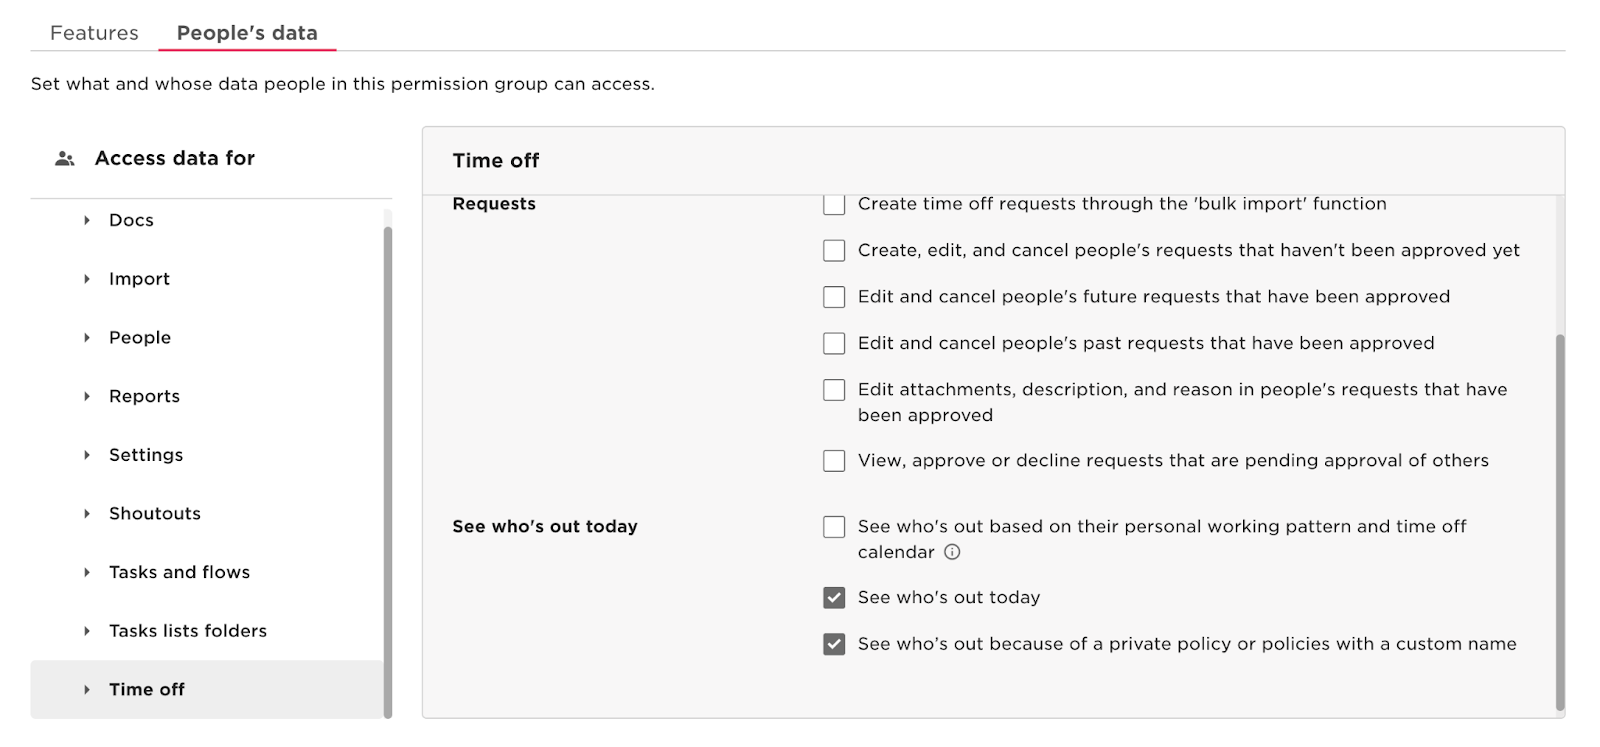 Features
People's data
Set what and whose data people in this permission group can access.
Access data for
Docs
Import
People
Reports
Settings
Shoutouts
Tasks and flows
Tasks lists folders
Time off
Time off
Requests
Create time off requests through the 'bulk import' function
Create, edit, and cancel people's requests that haven't been approved yet
Edit and cancel people's future requests that have been approved
Edit and cancel people's past requests that have been approved
Edit attachments, description, and reason in people's requests that have
been approved
View, approve or decline requests that are pending approval of others
See who's out today
See who's out based on their personal working pattern and time off
calendar
See who's out today
See who’s out because of a private policy or policies with a custom name